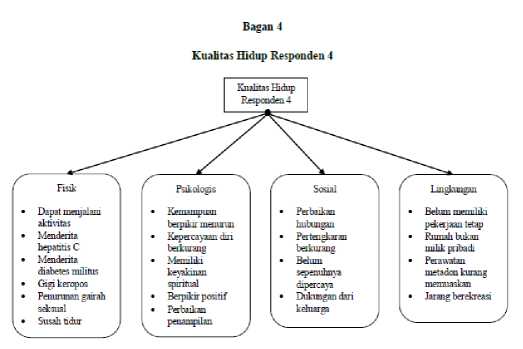 Bagan 4
Kualitas Hidup Responden 4
Kualitas Hidup
Responden 4
Fisik
• Dapat menjalani
aktivitas
• Menderita
hepatitis C
• Menderita
diabetes militus
• Gigi keropos
• Penurunan gairah
seksual
• Susah tidur
Psikologis
• Kemampuan
berpikir menurun
• Kepercayaan diri
berkurang
• Memiliki
keyakinan
spiritual
• Berpikir positif
• Perbaikan
penampilan
Sosial
• Perbaikan
hubungan
• Pertengkaran
berkurang
• Belum
sepenuhnya
dipercaya
• Dukungan dari
keluarga
Lingkungan
• Belum memiliki
pekerjaan tetap
• Rumah bukan
milik pribadi
• Perawatan
metadon kurang
memuaskan
• Jarang berekreasi